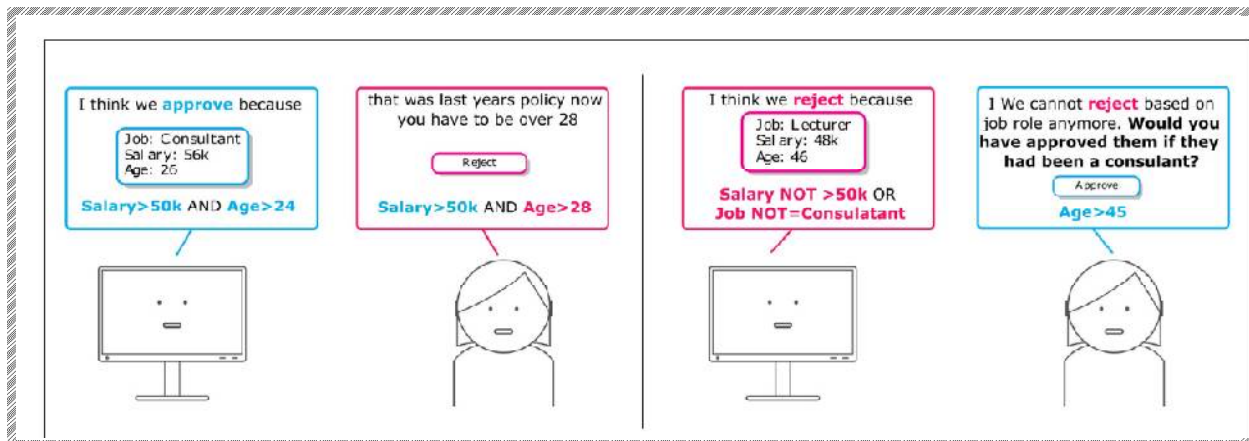 I think we approve because
Job: Consultant
Salary: 56k
Age: 26
Salary>50k AND Age>24
that was last years policy now
you have to be over 28
Reject
Salary>50k AND Age>28
I think we reject because
Job: Lecturer
Salary: 48k
Age: 46
Salary NOT >50k OR
Job NOT=Consulatant
I We cannot reject based on
job role anymore. Would you
have approved them if they
had been a consulant?
Approve
Age>45